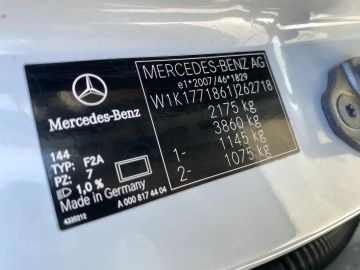 MERCEDES-BENZ AG
e1*2007/46*1829
W1K1771861J262718
2175 kg
3860 kg
1- 1145 kg
2- 1075 kg
Mercedes-Benz
144
TYP: F2A
PZ: 7
1,0 %
Made in Germany
4335212
A 000 817 44 04